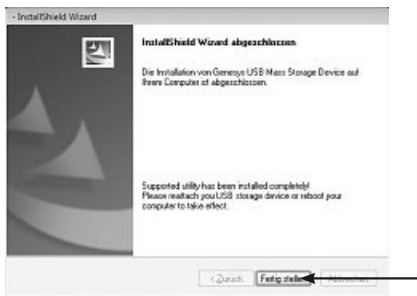 - InstallShield Wizard
InstallShield Wizard abgeschlossen
Die Installation von Genesys USB Mass Storage Device auf
Ihrem Computer ist abgeschlossen.
Supported utility has been installed completely!
Please reattach you USB storage device or reboot your
computer to take effect.
< Zurück Fertig stellen Abbrechen